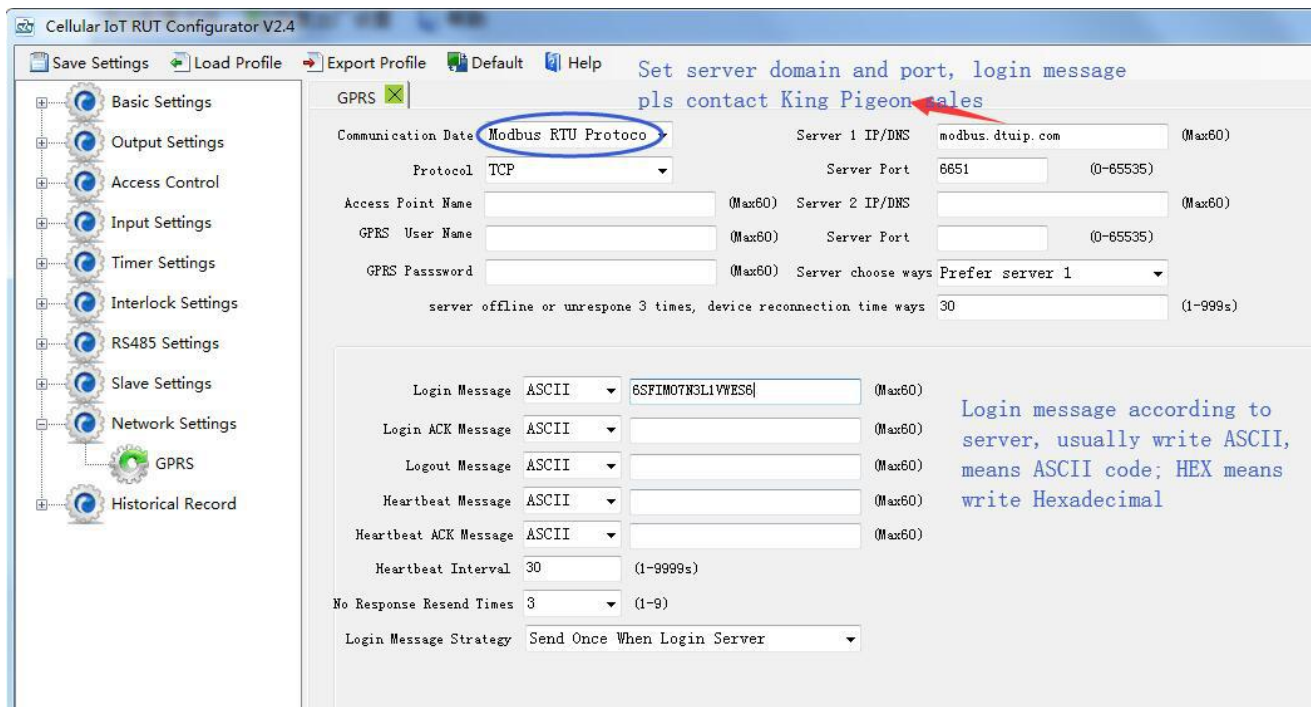 Cellular IoT RUT Configurator V2.4
Save Settings Load Profile Export Profile Default Help
Set server domain and port, login message
pls contact King Pigeon sales
Basic Settings
Output Settings
Access Control
Input Settings
Timer Settings
Interlock Settings
RS485 Settings
Slave Settings
Network Settings
GPRS
Historical Record
GPRS
Communication Date Modbus RTU Protoco Server 1 IP/DNS modbus.dtuip.com (Max60)
Protocol TCP Server Port 6651 (0-65535)
Access Point Name (Max60) Server 2 IP/DNS (Max60)
GPRS User Name (Max60) Server Port (0-65535)
GPRS Passsword (Max60) Server choose ways Prefer server 1
server offline or unrespone 3 times, device reconnection time ways 30 (1-999s)
Login Message ASCII 6SFIMO7N3L1VWES6 (Max60)
Login ACK Message ASCII (Max60)
Logout Message ASCII (Max60)
Heartbeat Message ASCII (Max60)
Heartbeat ACK Message ASCII (Max60)
Heartbeat Interval 30 (1-9999s)
No Response Resend Times 3 (1-9)
Login Message Strategy Send Once When Login Server
Login message according to
server, usually write ASCII,
means ASCII code; HEX means
write Hexadecimal